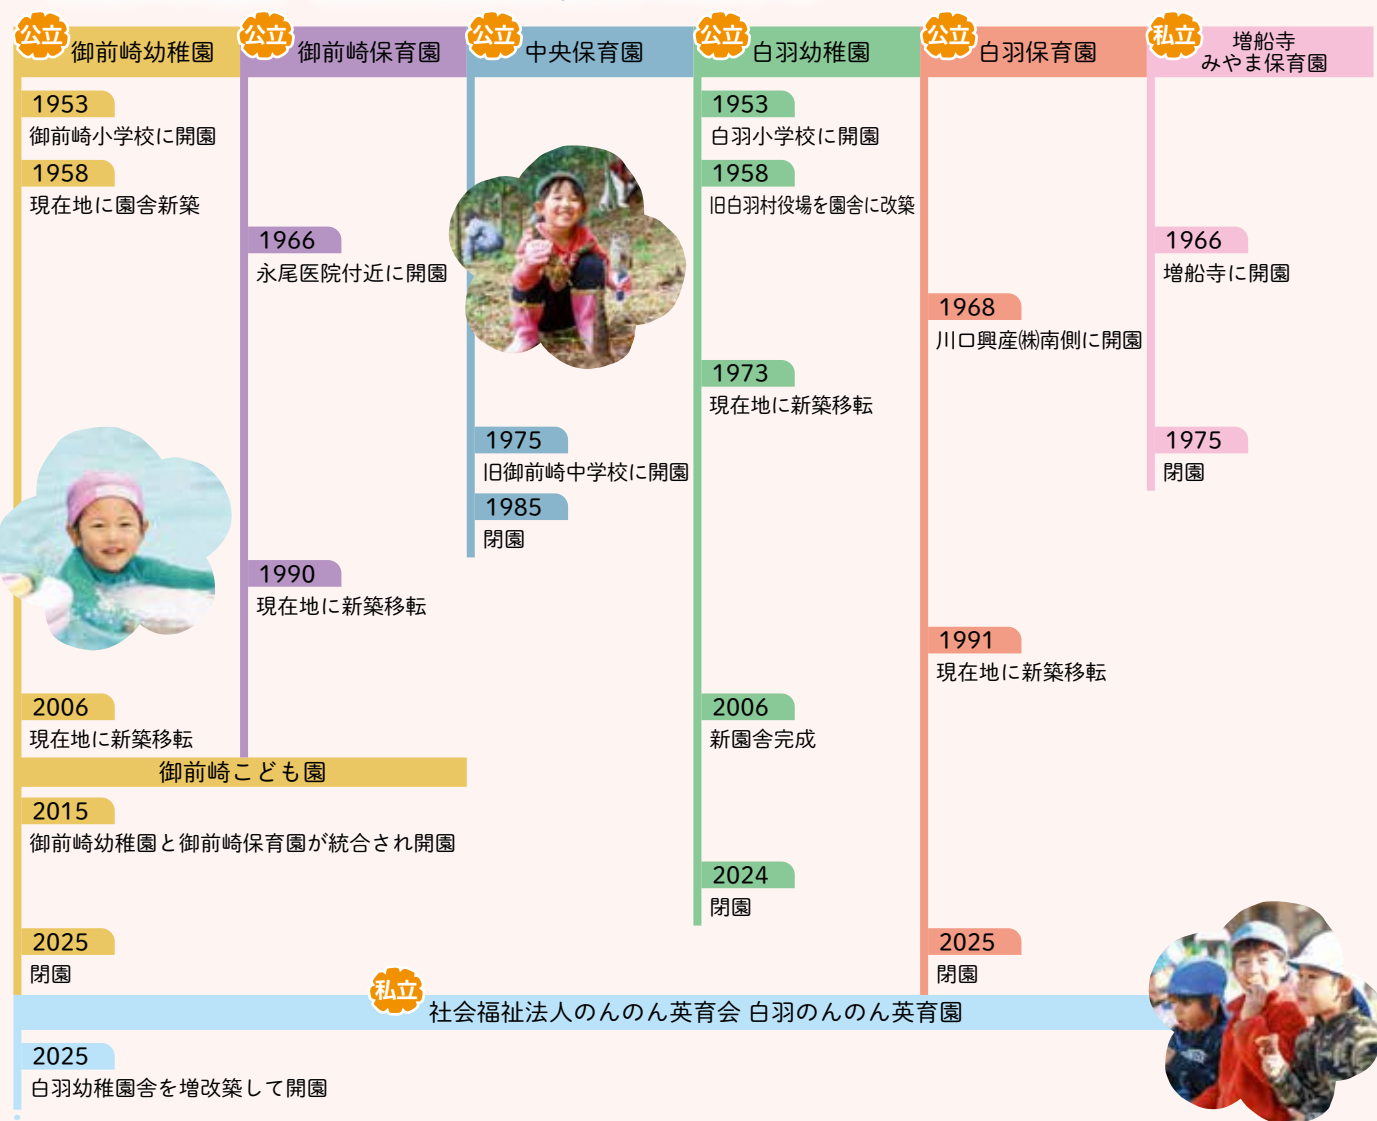 公立
御前崎幼稚園
公立
御前崎保育園
公立
中央保育園
公立
白羽幼稚園
公立
白羽保育園
私立
増船寺
みやま保育園
1953
御前崎小学校に開園
1958
現在地に園舎新築
2006
現在地に新築移転
1966
永尾医院付近に開園
1990
現在地に新築移転
1975
旧御前崎中学校に開園
1985
閉園
1953
白羽小学校に開園
1958
旧白羽村役場を園舎に改築
1973
現在地に新築移転
2006
新園舎完成
2024
閉園
1968
川口興産㈱南側に開園
1991
現在地に新築移転
2025
閉園
1966
増船寺に開園
1975
閉園
御前崎こども園
2015
御前崎幼稚園と御前崎保育園が統合され開園
2025
閉園
私立
社会福祉法人のんのん英育会 白羽のんのん英育園
2025
白羽幼稚園舎を増改築して開園